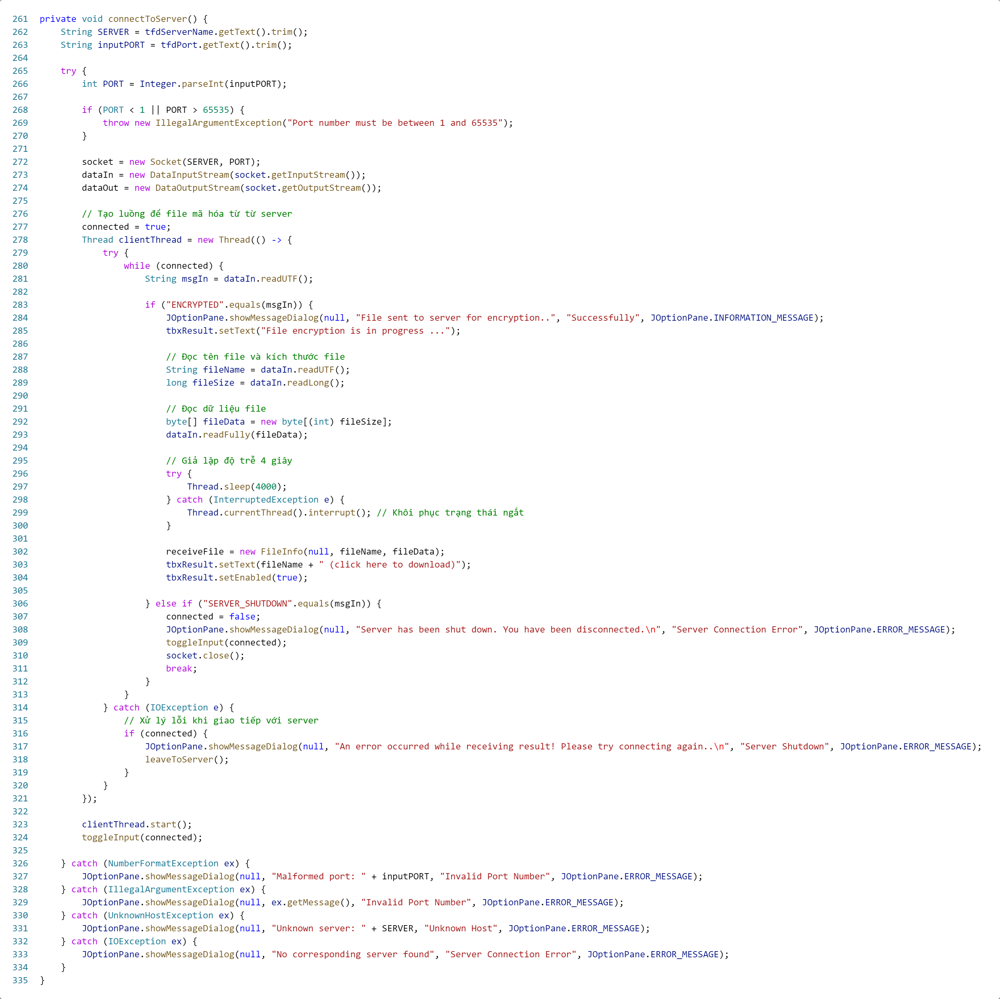 261 private void connectToServer() {
262     String SERVER = tfdServerName.getText().trim();
263     String inputPORT = tfdPort.getText().trim();
264
265     try {
266         int PORT = Integer.parseInt(inputPORT);
267
268         if (PORT < 1 || PORT > 65535) {
269             throw new IllegalArgumentException("Port number must be between 1 and 65535");
270         }
271
272         socket = new Socket(SERVER, PORT);
273         dataIn = new DataInputStream(socket.getInputStream());
274         dataOut = new DataOutputStream(socket.getOutputStream());
275
276         // Tạo luồng để file mã hóa từ từ server
277         connected = true;
278         Thread clientThread = new Thread(() -> {
279             try {
280                 while (connected) {
281                     String msgIn = dataIn.readUTF();
282
283                     if ("ENCRYPTED".equals(msgIn)) {
284                         JOptionPane.showMessageDialog(null, "File sent to server for encryption..", "Successfully", JOptionPane.INFORMATION_MESSAGE);
285                         tbxResult.setText("File encryption is in progress ...");
286
287                         // Đọc tên file và kích thước file
288                         String fileName = dataIn.readUTF();
289                         long fileSize = dataIn.readLong();
290
291                         // Đọc dữ liệu file
292                         byte[] fileData = new byte[(int) fileSize];
293                         dataIn.readFully(fileData);
294
295                         // Giả lập độ trễ 4 giây
296                         try {
297                             Thread.sleep(4000);
298                         } catch (InterruptedException e) {
299                             Thread.currentThread().interrupt(); // Khôi phục trạng thái ngắt
300                         }
301
302                         receiveFile = new FileInfo(null, fileName, fileData);
303                         tbxResult.setText(fileName + " (click here to download)");
304                         tbxResult.setEnabled(true);
305
306                     } else if ("SERVER_SHUTDOWN".equals(msgIn)) {
307                         connected = false;
308                         JOptionPane.showMessageDialog(null, "Server has been shut down. You have been disconnected.\n", "Server Connection Error", JOptionPane.ERROR_MESSAGE);
309                         toggleInput(connected);
310                         socket.close();
311                         break;
312                     }
313                 }
314             } catch (IOException e) {
315                 // Xử lý lỗi khi giao tiếp với server
316                 if (connected) {
317                     JOptionPane.showMessageDialog(null, "An error occurred while receiving result! Please try connecting again..\n", "Server Shutdown", JOptionPane.ERROR_MESSAGE);
318                     leaveToServer();
319                 }
320             }
321         });
322
323         clientThread.start();
324         toggleInput(connected);
325
326     } catch (NumberFormatException ex) {
327         JOptionPane.showMessageDialog(null, "Malformed port: " + inputPORT, "Invalid Port Number", JOptionPane.ERROR_MESSAGE);
328     } catch (IllegalArgumentException ex) {
329         JOptionPane.showMessageDialog(null, ex.getMessage(), "Invalid Port Number", JOptionPane.ERROR_MESSAGE);
330     } catch (UnknownHostException ex) {
331         JOptionPane.showMessageDialog(null, "Unknown server: " + SERVER, "Unknown Host", JOptionPane.ERROR_MESSAGE);
332     } catch (IOException ex) {
333         JOptionPane.showMessageDialog(null, "No corresponding server found", "Server Connection Error", JOptionPane.ERROR_MESSAGE);
334     }
335 }